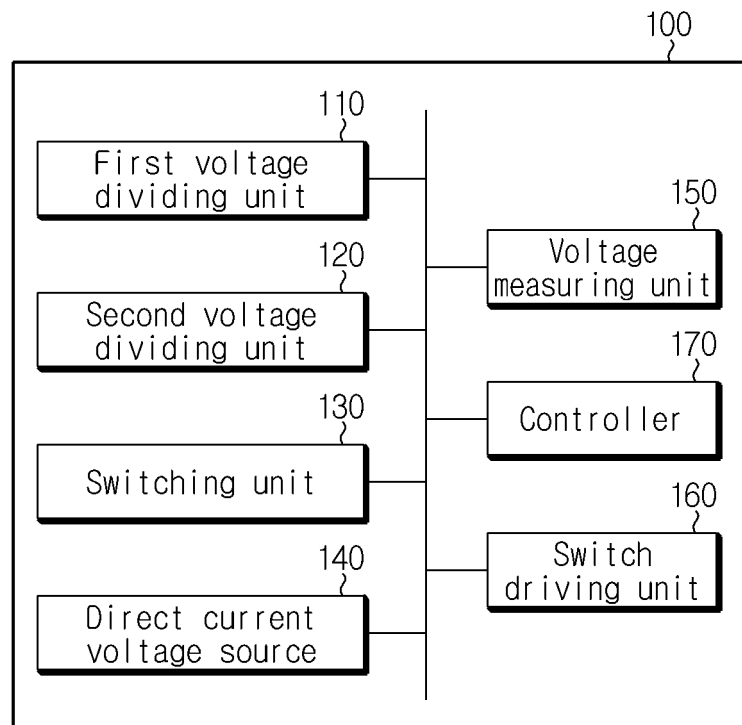 100
110
First voltage
dividing unit
120
Second voltage
dividing unit
130
Switching unit
140
Direct current
voltage source
150
Voltage
measuring unit
170
Controller
160
Switch
driving unit